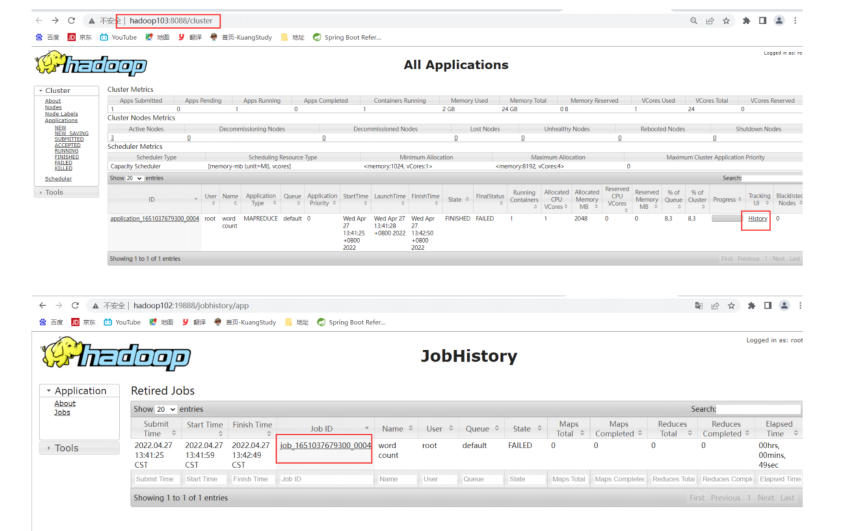 不安全 | hadoop103:8088/cluster
百度 京东 YouTube 地图 翻译 首页-KuangStudy 地址 Spring Boot Refer...
hadoop
All Applications
Logged in as: ro
Cluster
About
Nodes
Node Labels
Applications
NEW
NEW_SAVING
SUBMITTED
ACCEPTED
RUNNING
FINISHED
FAILED
KILLED
Scheduler
Tools
Cluster Metrics
Apps Submitted Apps Pending Apps Running Apps Completed Containers Running Memory Used Memory Total Memory Reserved VCores Used VCores Total VCores Reserved
1 0 1 0 1 2 GB 24 GB 0 B 1 24 0
Cluster Nodes Metrics
Active Nodes Decommissioning Nodes Decommissioned Nodes Lost Nodes Unhealthy Nodes Rebooted Nodes Shutdown Nodes
3 0 0 0 0 0 0
Scheduler Metrics
Scheduler Type Scheduling Resource Type Minimum Allocation Maximum Allocation Maximum Cluster Application Priority
Capacity Scheduler [memory-mb (unit=Mi), vcores] <memory:1024, vCores:1> <memory:8192, vCores:4> 0
Show 20 entries Search:
ID User Name Application Type Queue Application Priority StartTime LaunchTime FinishTime State FinalStatus Running Containers Allocated CPU VCores Allocated Memory MB Reserved CPU VCores Reserved Memory MB % of Queue % of Cluster Progress Tracking UI Blacklisted Nodes
application_1651037679300_0004 root word count MAPREDUCE default 0 Wed Apr 27 13:41:25 +0800 2022 Wed Apr 27 13:41:28 +0800 2022 Wed Apr 27 13:42:50 +0800 2022 FINISHED FAILED 1 1 2048 0 0 8.3 8.3 History 0
Showing 1 to 1 of 1 entries First Previous 1 Next Last
不安全 | hadoop102:19888/jobhistory/app
百度 京东 YouTube 地图 翻译 首页-KuangStudy 地址 Spring Boot Refer...
hadoop
JobHistory
Logged in as: root
Application
About
Jobs
Tools
Retired Jobs
Show 20 entries Search:
Submit Time Start Time Finish Time Job ID Name User Queue State Maps Total Maps Completed Reduces Total Reduces Completed Elapsed Time
2022.04.27 13:41:25 CST 2022.04.27 13:41:59 CST 2022.04.27 13:42:49 CST job_1651037679300_0004 word count root default FAILED 0 0 0 0 00hrs, 00mins, 49sec
Submit Time Start Time Finish Time Job ID Name User Queue State Maps Total Maps Completed Reduces Total Reduces Comple Elapsed Time
Showing 1 to 1 of 1 entries First Previous 1 Next Last